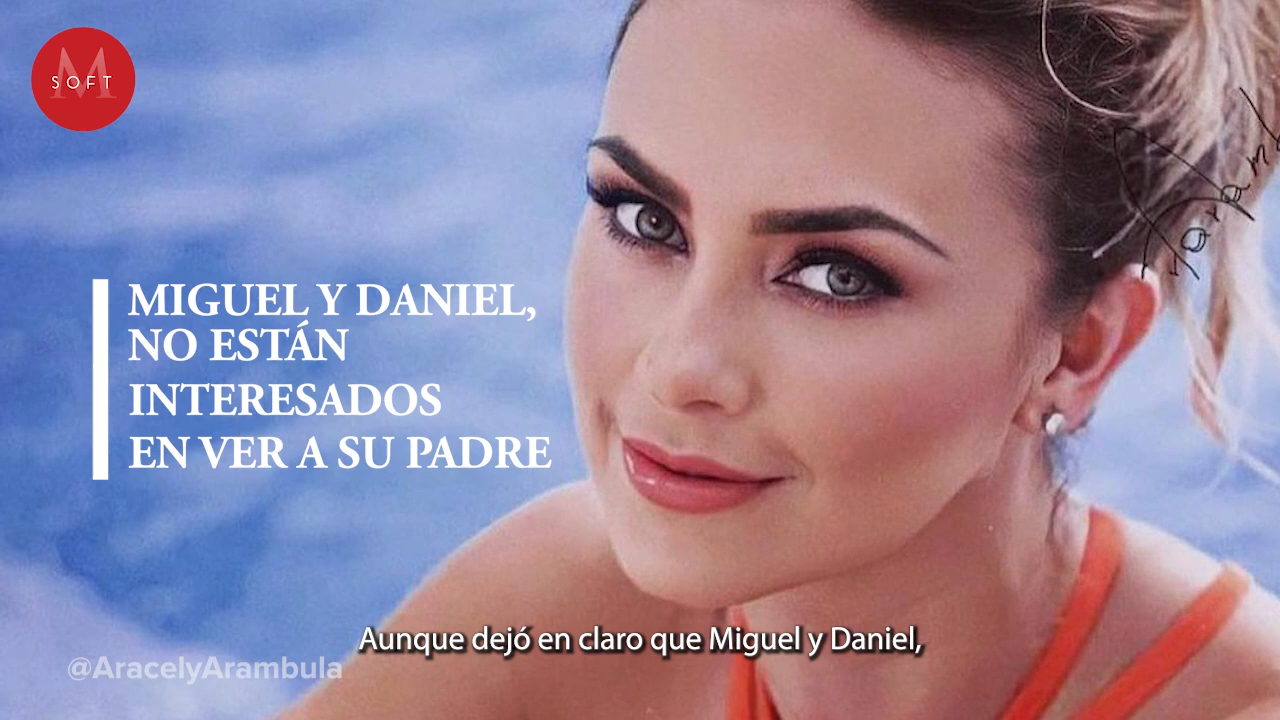 M
SOFT
MIGUEL Y DANIEL,
NO ESTÁN
INTERESADOS
EN VER A SU PADRE
Aunque dejó en claro que Miguel y Daniel,
@AracelyArambula